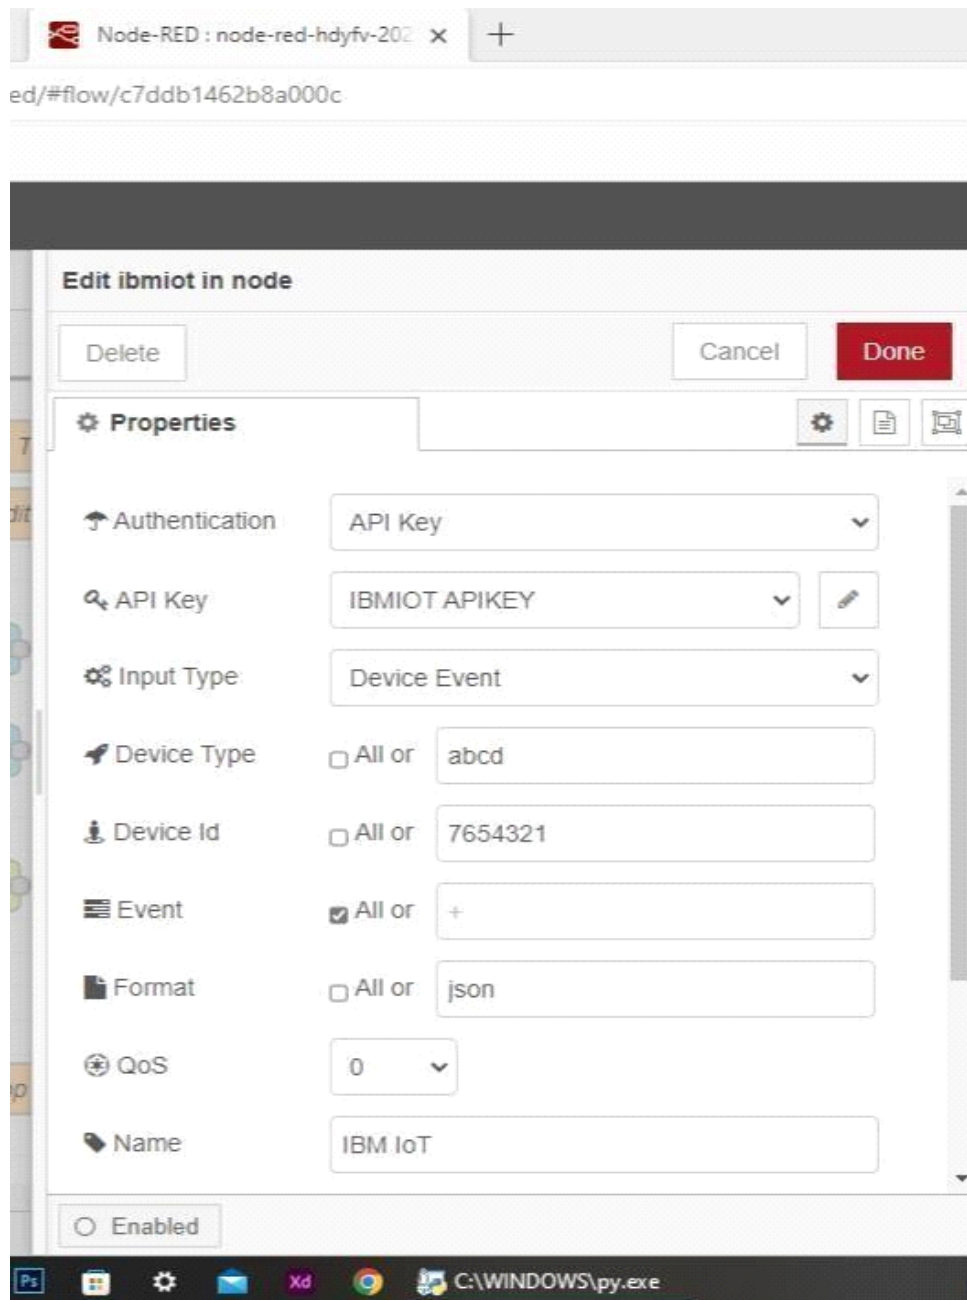 Node-RED : node-red-hdyfv-202
ed/#flow/c7ddb1462b8a000c
Edit ibmiot in node
Delete
Cancel
Done
Properties
Authentication
API Key
API Key
IBMIOT APIKEY
Input Type
Device Event
Device Type
All or
abcd
Device Id
All or
7654321
Event
All or
+
Format
All or
json
QoS
0
Name
IBM IoT
Enabled
Ps
Xd
C:\WINDOWS\py.exe